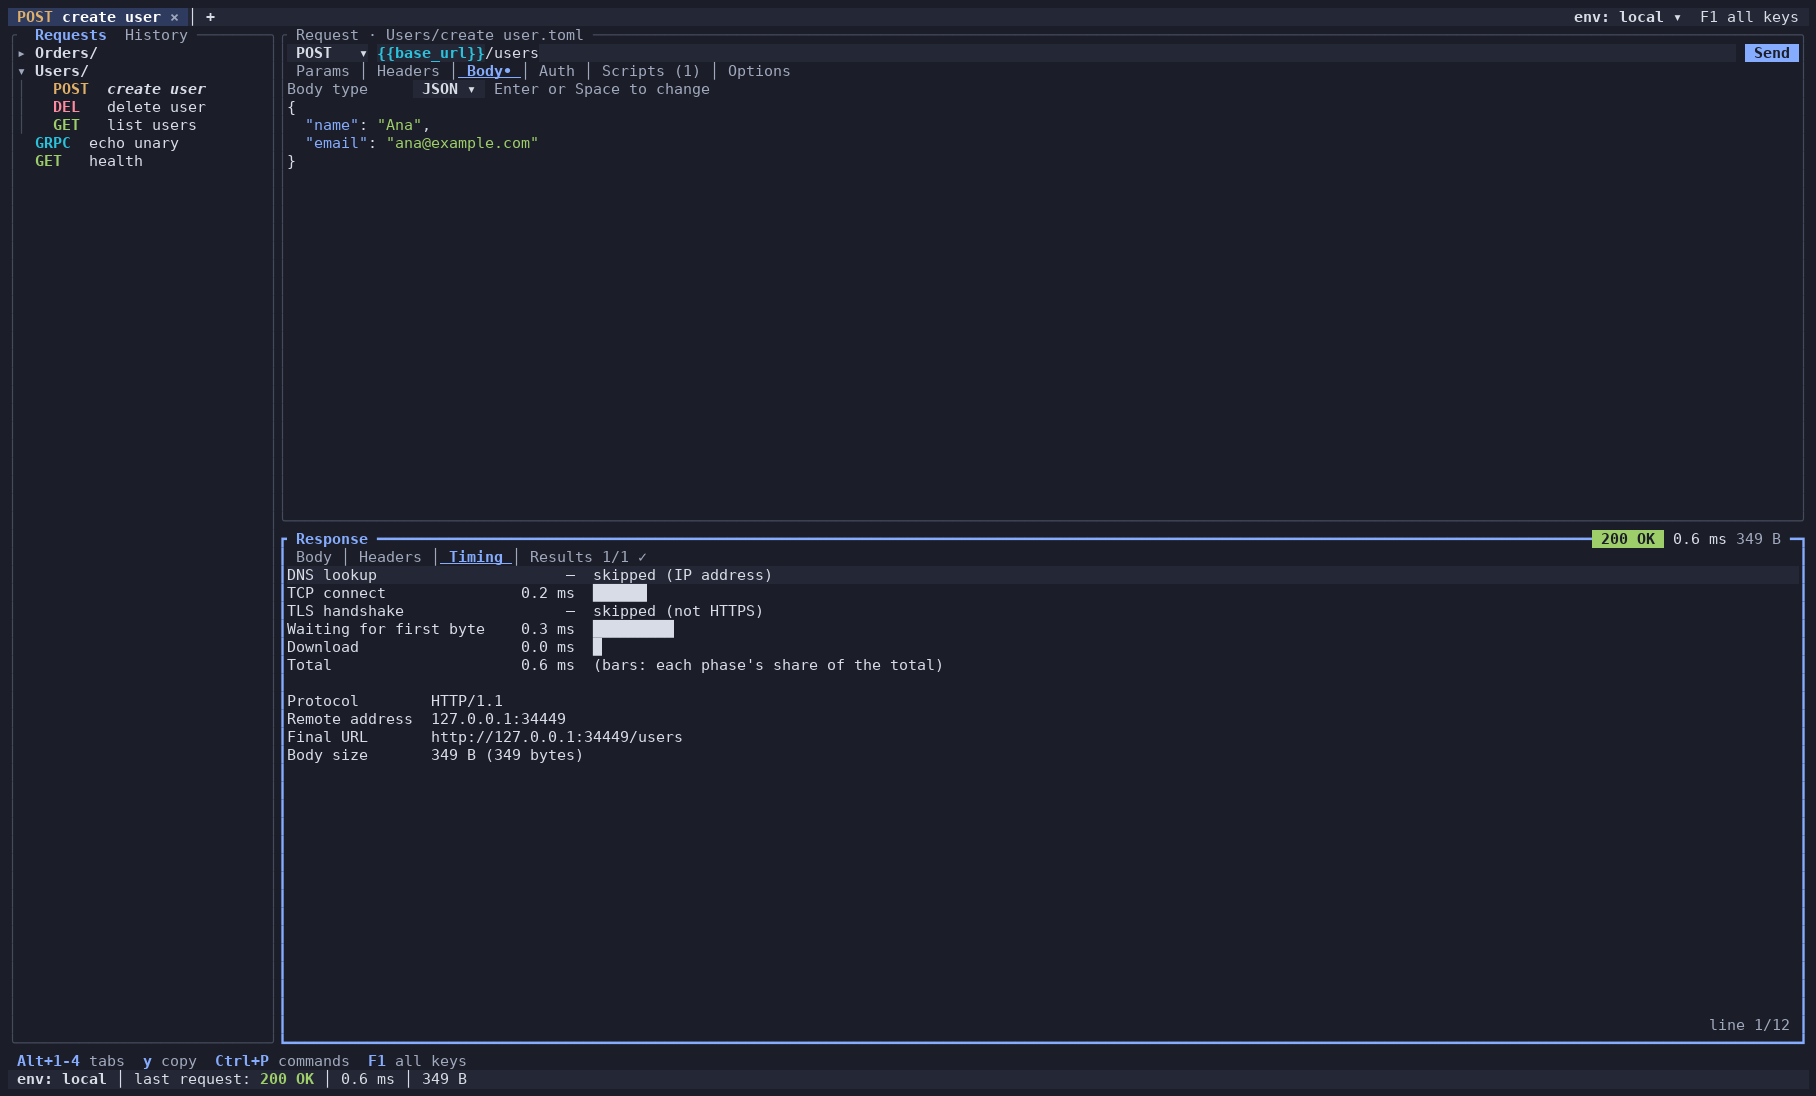 POST create user × │ + env: local ▾ F1 all keys
Requests History
▸ Orders/
▾ Users/
POST create user
DEL delete user
GET list users
GRPC echo unary
GET health
Request · Users/create user.toml
POST ▾ {{base_url}}/users Send
Params │ Headers │ Body• │ Auth │ Scripts (1) │ Options
Body type JSON ▾ Enter or Space to change
{
"name": "Ana",
"email": "ana@example.com"
}
Response 200 OK 0.6 ms 349 B
Body │ Headers │ Timing │ Results 1/1 ✓
DNS lookup — skipped (IP address)
TCP connect 0.2 ms
TLS handshake — skipped (not HTTPS)
Waiting for first byte 0.3 ms
Download 0.0 ms
Total 0.6 ms (bars: each phase's share of the total)
Protocol HTTP/1.1
Remote address 127.0.0.1:34449
Final URL http://127.0.0.1:34449/users
Body size 349 B (349 bytes)
line 1/12
Alt+1-4 tabs y copy Ctrl+P commands F1 all keys
env: local │ last request: 200 OK │ 0.6 ms │ 349 B